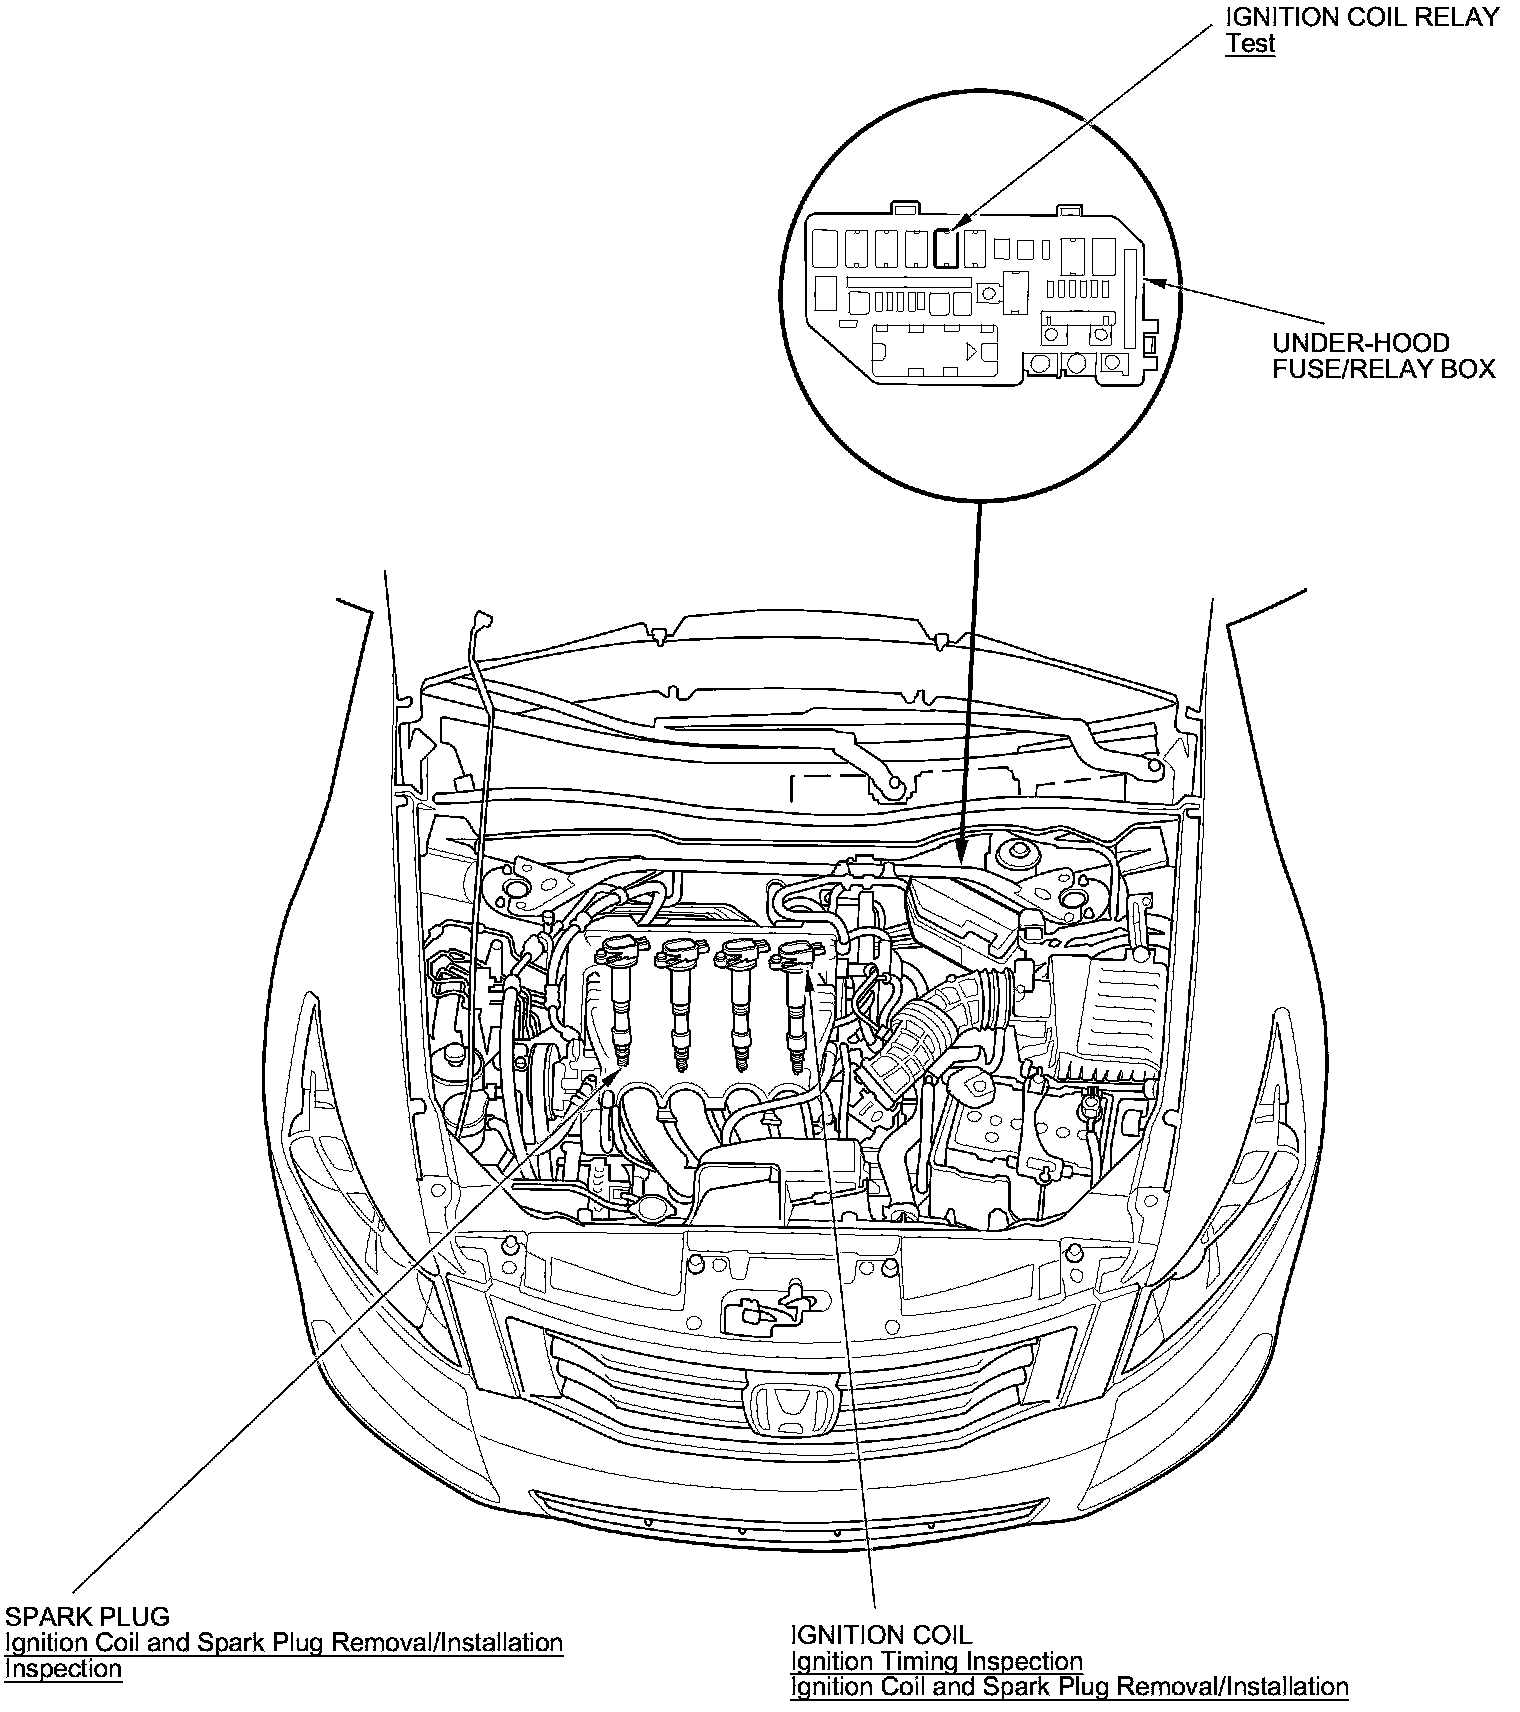 IGNITION COIL RELAY
Test
UNDER-HOOD
FUSE/RELAY BOX
SPARK PLUG
Ignition Coil and Spark Plug Removal/Installation
Inspection
IGNITION COIL
Ignition Timing Inspection
Ignition Coil and Spark Plug Removal/Installation